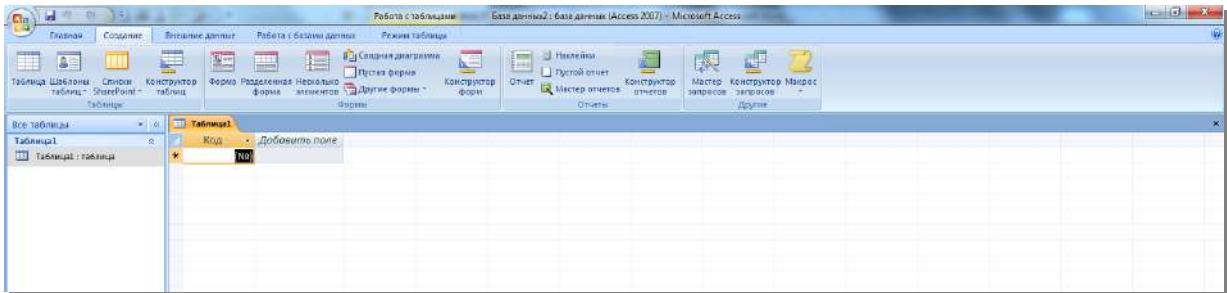 Работа с таблицами База данных2 : база данных (Access 2007) - Microsoft Access
Главная Создание Внешние данные Работа с базами данных Режим таблицы
Таблица Шаблоны таблиц Списки SharePoint Конструктор таблиц
Таблицы
Форма Разделенная форма Несколько элементов
Сводная диаграмма
Пустая форма
Другие формы
Конструктор форм
Формы
Отчет
Наклейки
Пустой отчет
Мастер отчетов
Конструктор отчетов
Отчеты
Мастер запросов Конструктор запросов Макрос
Другие
Все таблицы
Таблица1
Таблица1 : таблица
Таблица1
Код Добавить поле
(№)